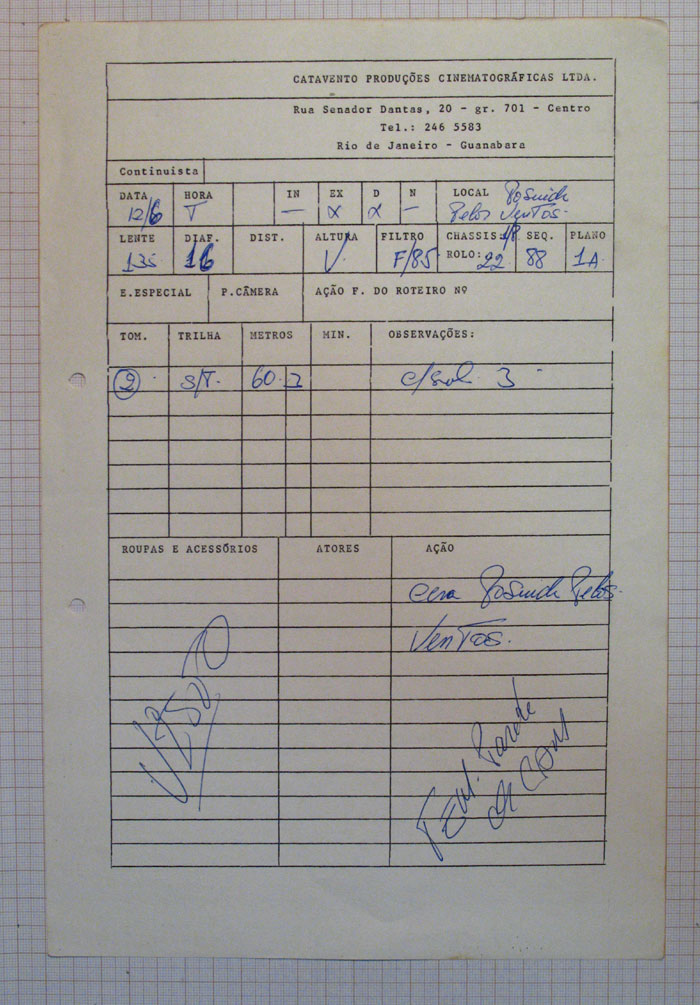 CATAVENTO PRODUÇÕES CINEMATOGRÁFICAS LTDA.
Rua Senador Dantas, 20 - gr. 701 - Centro
Tel.: 246 5583
Rio de Janeiro - Guanabara
Continuista
DATA HORA IN EX D N LOCAL
12/6 T — X X — Pelos Ventos.
LENTE DIAF. DIST. ALTURA FILTRO CHASSIS: SEQ. PLANO
135 16 V. F/85 ROLO: 22 88 1A
E.ESPECIAL P.CÂMERA AÇÃO F. DO ROTEIRO Nº
TOM. TRILHA METROS MIN. OBSERVAÇÕES:
2 S/T. 60. c/sol 3
ROUPAS E ACESSÓRIOS ATORES AÇÃO
Pelos
Ventos.